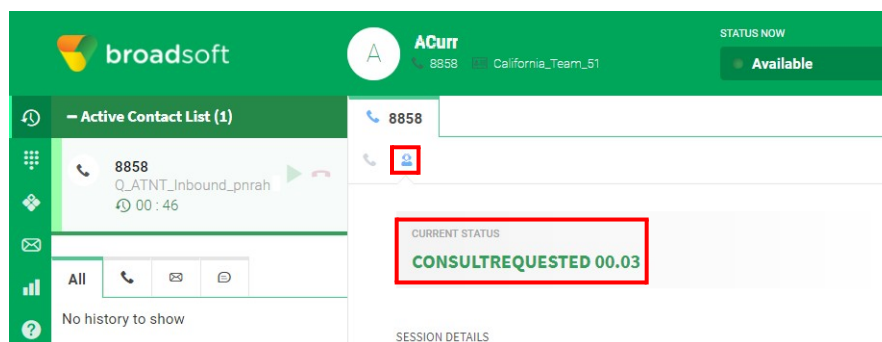 broadsoft
A
ACurr
8858 California_Team_51
STATUS NOW
Available
– Active Contact List (1)
8858
Q_ATNT_Inbound_pnrah
00 : 46
All
No history to show
8858
CURRENT STATUS
CONSULTREQUESTED 00.03
SESSION DETAILS